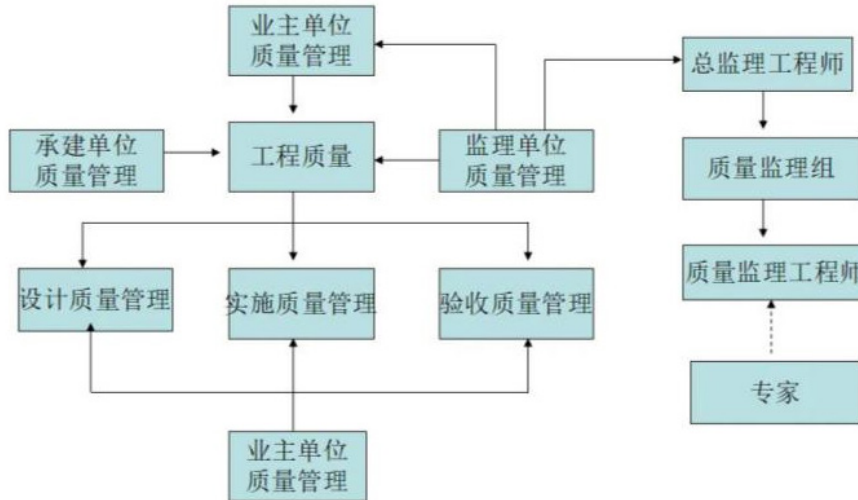 业主单位
质量管理
总监理工程师
承建单位
质量管理
工程质量
监理单位
质量管理
质量监理组
设计质量管理
实施质量管理
验收质量管理
质量监理工程师
专家
业主单位
质量管理